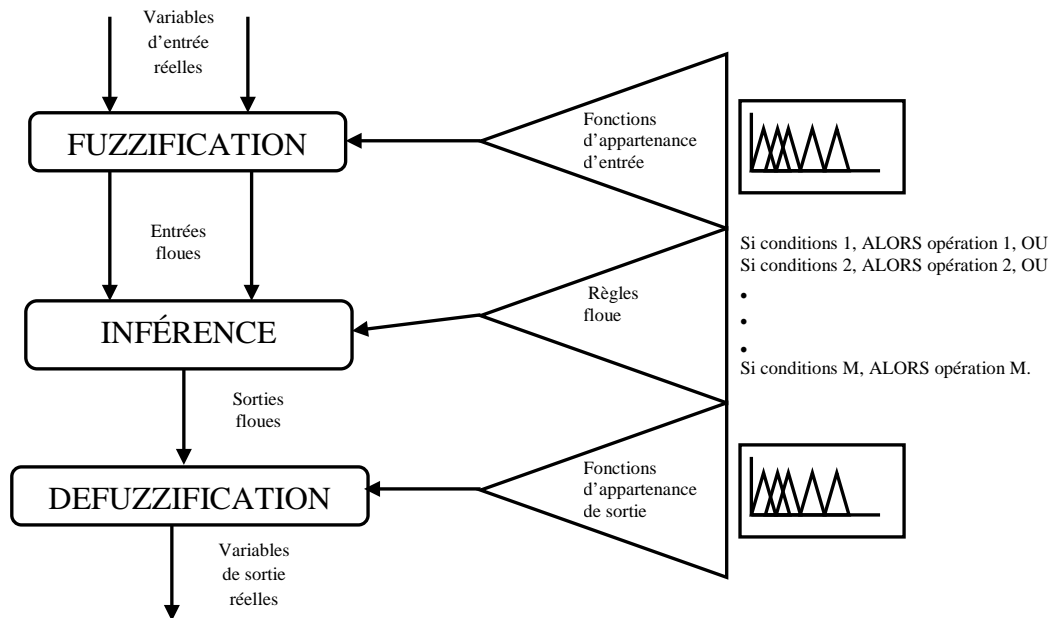 Variables
d’entrée
réelles
FUZZIFICATION
Fonctions
d’appartenance
d’entrée
Entrées
floues
Si conditions 1, ALORS opération 1, OU
Si conditions 2, ALORS opération 2, OU
•
•
•
Si conditions M, ALORS opération M.
Règles
floue
INFÉRENCE
Sorties
floues
Fonctions
d’appartenance
de sortie
DEFUZZIFICATION
Variables
de sortie
réelles